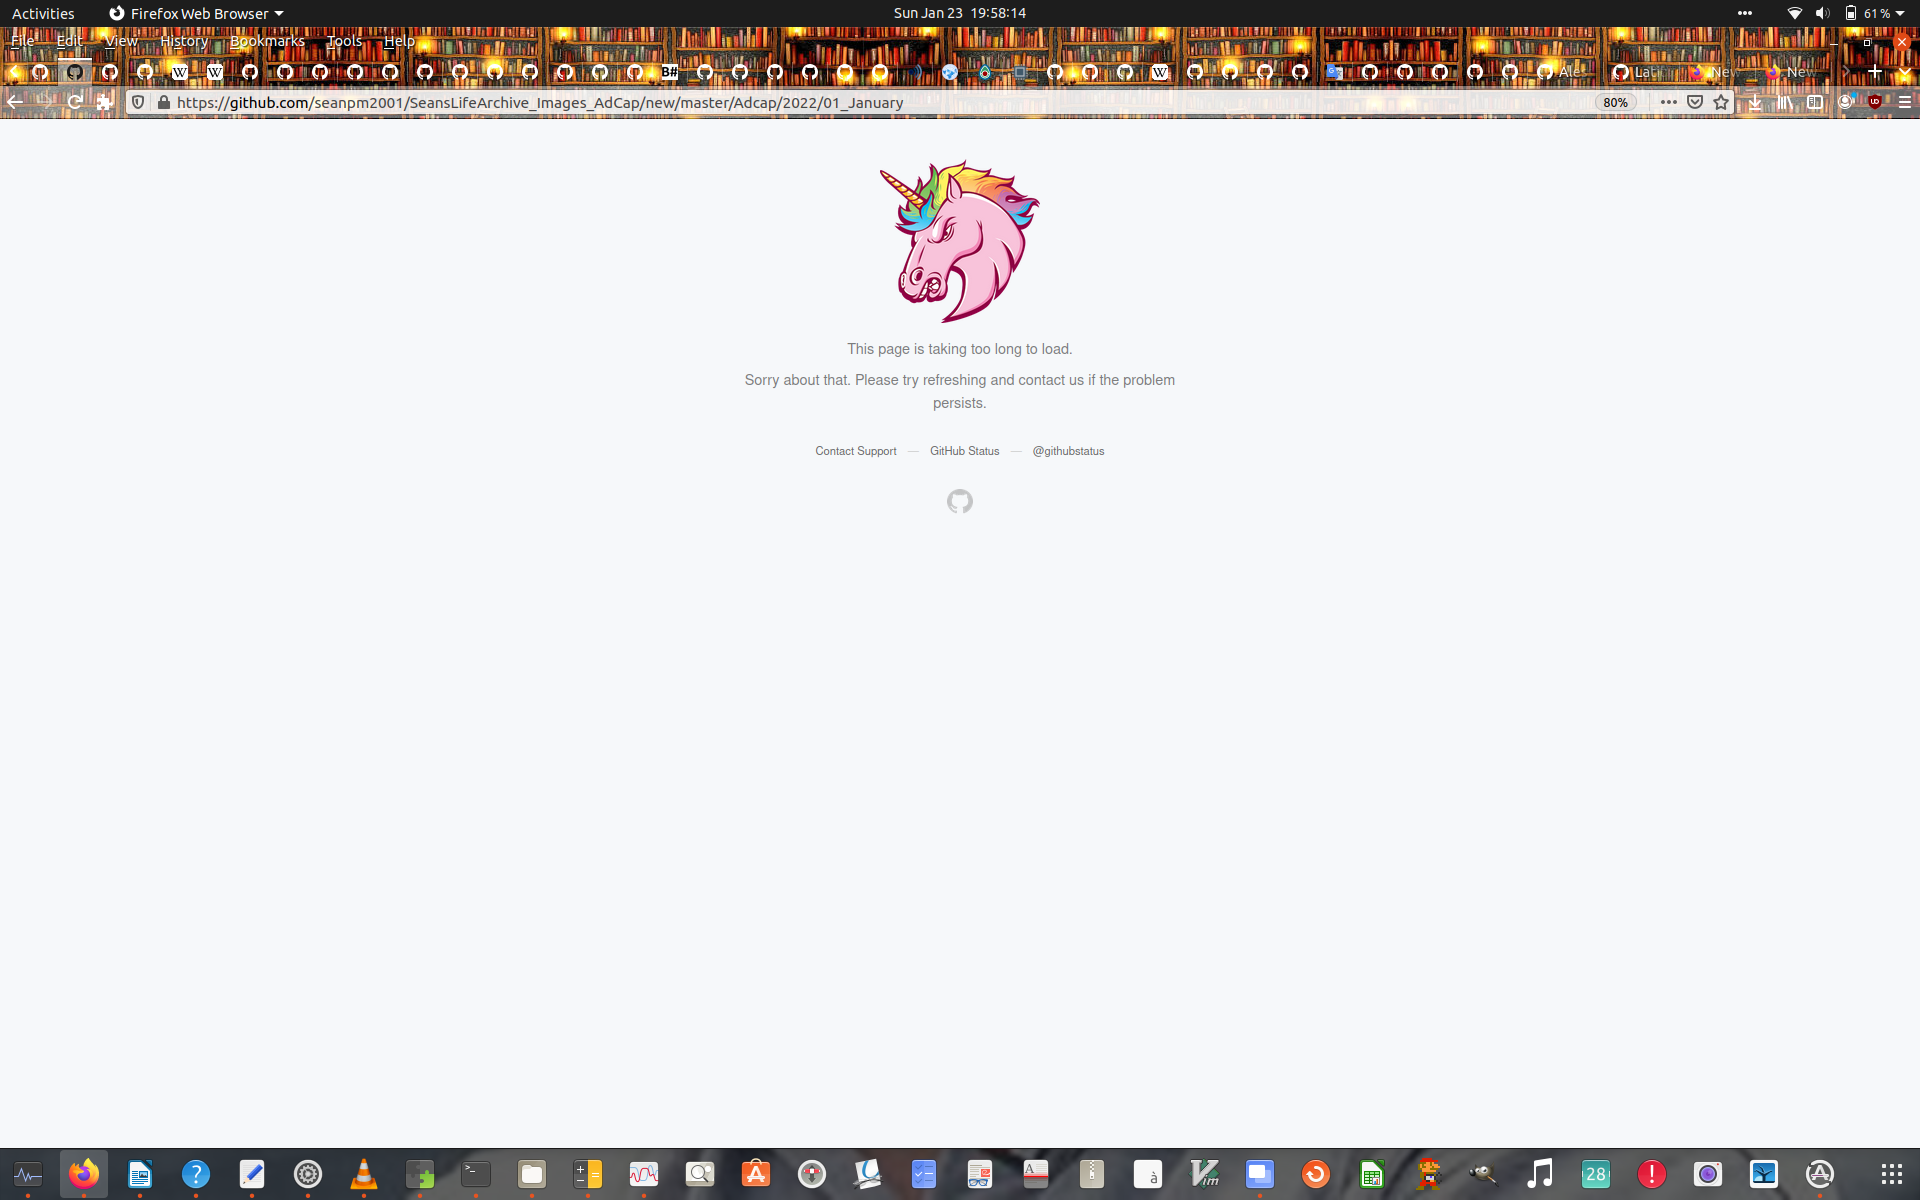 Activities
Firefox Web Browser
Sun Jan 23 19:58:14
61 %
File Edit View History Bookmarks Tools Help
W
W
B#
W
Ale
Lat
New
New
https://github.com/seanpm2001/SeansLifeArchive_Images_AdCap/new/master/Adcap/2022/01_January
80%
This page is taking too long to load.
Sorry about that. Please try refreshing and contact us if the problem
persists.
Contact Support — GitHub Status — @githubstatus
?
>_
A
à
Vim
28
!